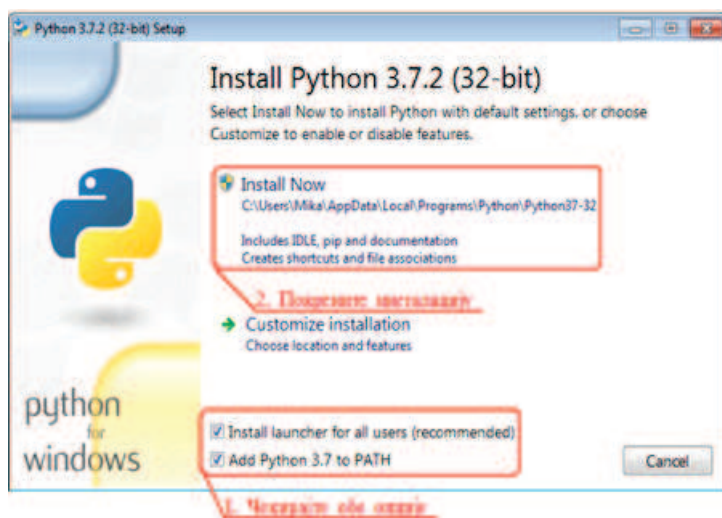 Python 3.7.2 (32-bit) Setup
Install Python 3.7.2 (32-bit)
Select Install Now to install Python with default settings, or choose
Customize to enable or disable features.
Install Now
C:\Users\Mika\AppData\Local\Programs\Python\Python37-32
Includes IDLE, pip and documentation
Creates shortcuts and file associations
2. Покрените инсталацију
Customize installation
Choose location and features
python
for
windows
Install launcher for all users (recommended)
Add Python 3.7 to PATH
Cancel
1. Чекирајте обе опције